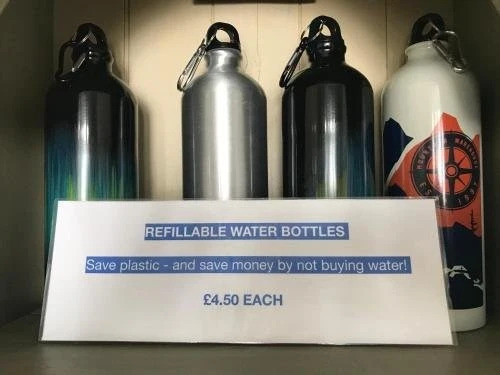 REFILLABLE WATER BOTTLES
Save plastic - and save money by not buying water!
£4.50 EACH